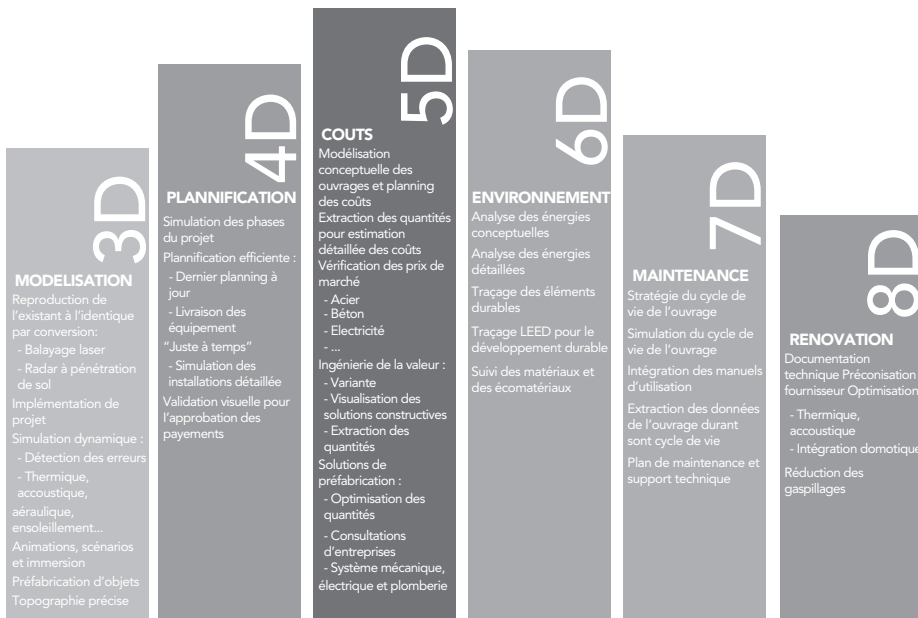 3D
MODELISATION
Reproduction de
l'existant à l'identique
par conversion:
- Balayage laser
- Radar à pénétration
de sol
Implémentation de
projet
Simulation dynamique :
- Détection des erreurs
- Thermique,
accoustique,
aéraulique,
ensoleillement...
Animations, scénarios
et immersion
Préfabrication d'objets
Topographie précise
4D
PLANNIFICATION
Simulation des phases
du projet
Plannification efficiente :
- Dernier planning à
jour
- Livraison des
équipement
"Juste à temps"
- Simulation des
installations détaillée
Validation visuelle pour
l'approbation des
payements
5D
COUTS
Modélisation
conceptuelle des
ouvrages et planning
des coûts
Extraction des quantités
pour estimation
détaillée des coûts
Vérification des prix de
marché
- Acier
- Béton
- Electricité
- ...
Ingénierie de la valeur :
- Variante
- Visualisation des
solutions constructives
- Extraction des
quantités
Solutions de
préfabrication :
- Optimisation des
quantités
- Consultations
d'entreprises
- Système mécanique,
électrique et plomberie
6D
ENVIRONNEMENT
Analyse des énergies
conceptuelles
Analyse des énergies
détaillées
Traçage des éléments
durables
Traçage LEED pour le
développement durable
Suivi des matériaux et
des écomatériaux
7D
MAINTENANCE
Stratégie du cycle de
vie de l'ouvrage
Simulation du cycle de
vie de l'ouvrage
Intégration des manuels
d'utilisation
Extraction des données
de l'ouvrage durant
sont cycle de vie
Plan de maintenance et
support technique
8D
RENOVATION
Documentation
technique Préconisation
fournisseur Optimisation
- Thermique,
accoustique
- Intégration domotique
Réduction des
gaspillages